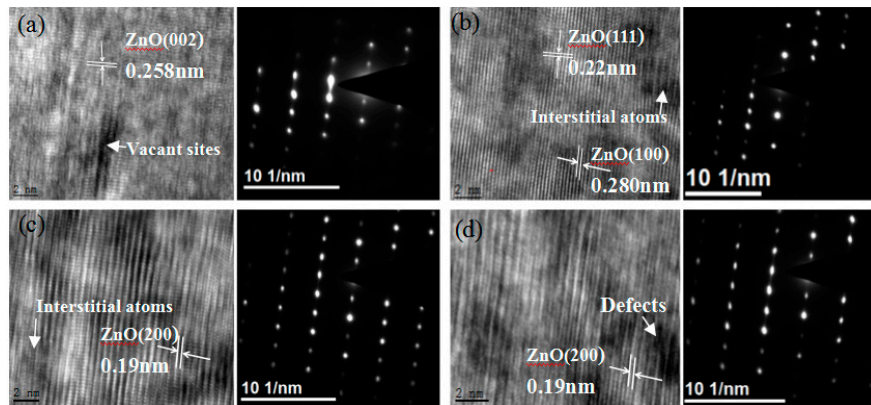 (a)
ZnO(002)
0.258nm
Vacant sites
2 nm
10 1/nm
(b)
ZnO(111)
0.22nm
Interstitial atoms
ZnO(100)
0.280nm
2 nm
10 1/nm
(c)
Interstitial atoms
ZnO(200)
0.19nm
2 nm
10 1/nm
(d)
Defects
ZnO(200)
0.19nm
2 nm
10 1/nm